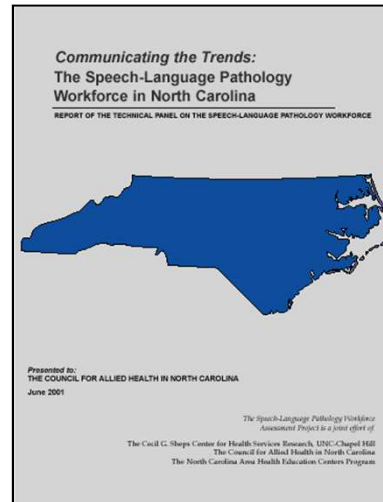 Communicating the Trends:
The Speech-Language Pathology
Workforce in North Carolina
REPORT OF THE TECHNICAL PANEL ON THE SPEECH-LANGUAGE PATHOLOGY WORKFORCE
Presented to:
THE COUNCIL FOR ALLIED HEALTH IN NORTH CAROLINA
June 2001
The Speech-Language Pathology Workforce
Assessment Project is a joint effort of:
The Cecil G. Sheps Center for Health Services Research, UNC-Chapel Hill
The Council for Allied Health in North Carolina
The North Carolina Area Health Education Centers Program